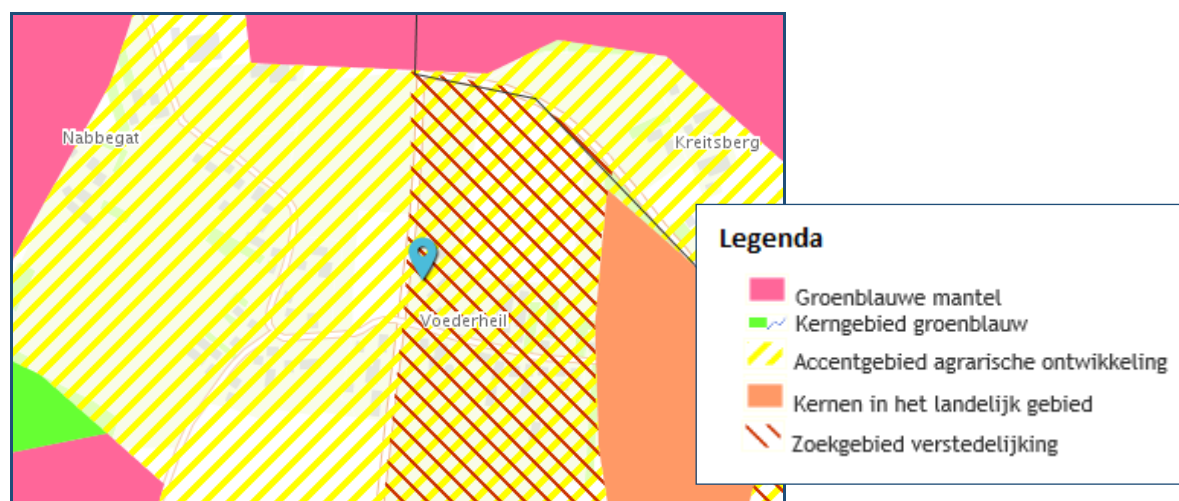 Nabbegat
Kreitsberg
Voederheil
Legenda
Groenblauwe mantel
Kerngebied groenblauw
Accentgebied agrarische ontwikkeling
Kernen in het landelijk gebied
Zoekgebied verstedelijking